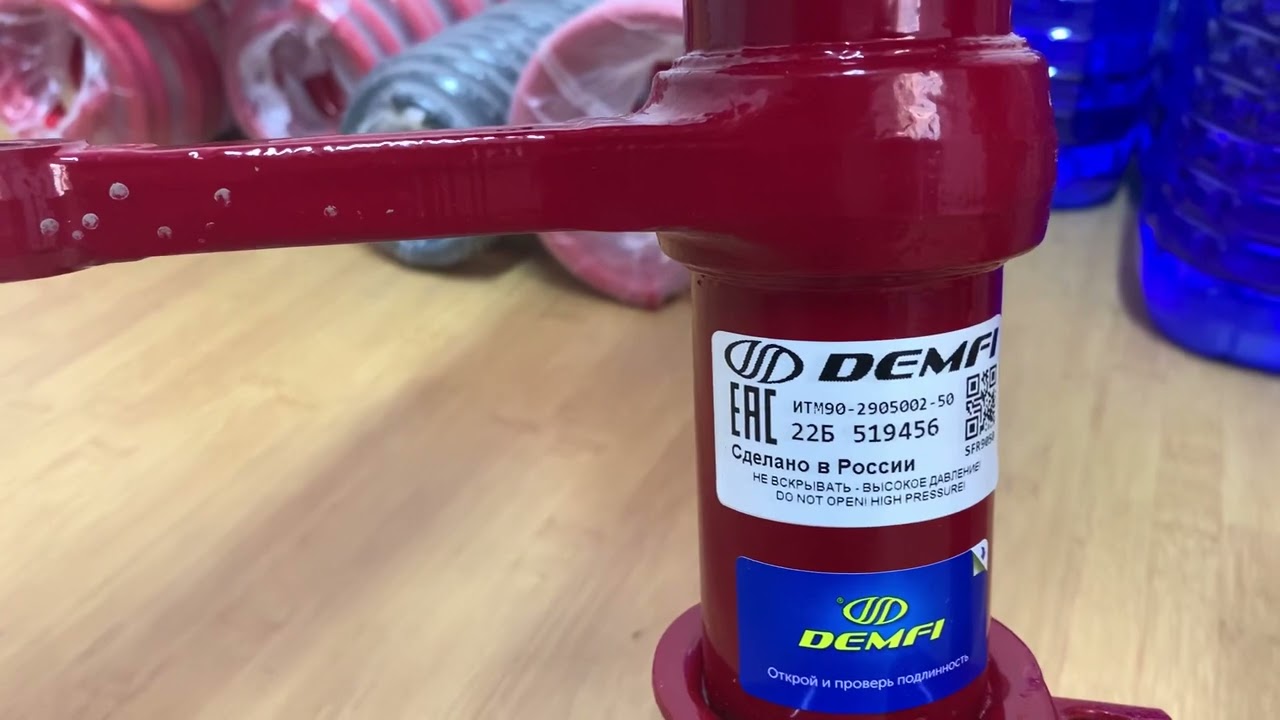 DEMFI
EAC
ИТМ90-2905002-50
22Б 519456
Сделано в России
НЕ ВСКРЫВАТЬ - ВЫСОКОЕ ДАВЛЕНИЕ!
DO NOT OPEN! HIGH PRESSURE!
® DEMFI
Открой и проверь подлинность